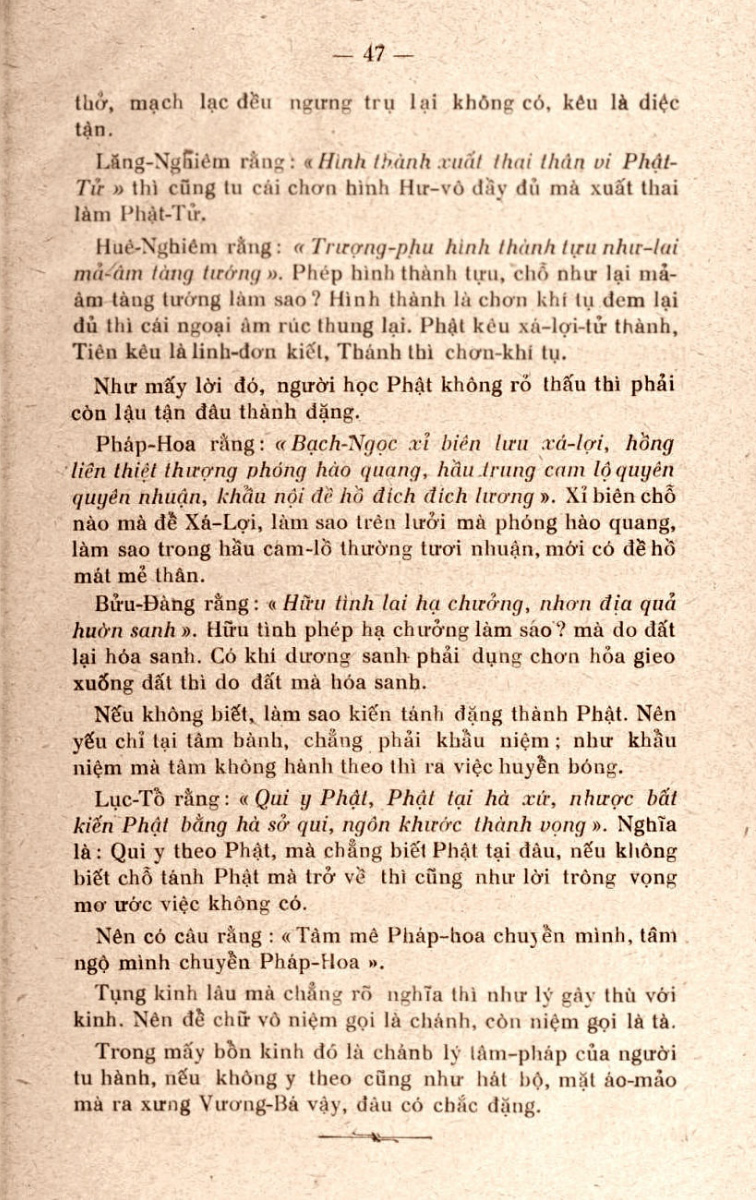 — 47 —
thở, mạch lạc đều ngưng trụ lại không có, kêu là diệc
tận.
Lăng-Nghiêm rằng : « Hình thành xuất thai thân vi Phật-
Tử » thì cũng tu cái chơn hình Hư-vô đầy đủ mà xuất thai
làm Phật-Tử.
Huê-Nghiêm rằng : « Trượng-phu hình thành tựu như-lai
mả-âm tàng tướng ». Phép hình thành tựu, chỗ như lại mả-
âm tàng tướng làm sao ? Hình thành là chơn khí tụ đem lại
đủ thì cái ngoại âm rúc thung lại. Phật kêu xá-lợi-tử thành,
Tiên kêu là linh-đơn kiết, Thánh thì chơn-khí tụ.
Như mấy lời đó, người học Phật không rỏ thấu thì phải
còn lậu tận đâu thành đặng.
Pháp-Hoa rằng : « Bạch-Ngọc xỉ biên lưu xá-lợi, hồng
liên thiệt thượng phóng hào quang, hầu trung cam lộ quyên
quyên nhuận, khẩu nội đề hồ đích đích lương ». Xỉ biên chỗ
nào mà để Xá-Lợi, làm sao trên lưởi mà phóng hào quang,
làm sao trong hầu cam-lồ thường tươi nhuận, mới có đề hồ
mát mẻ thân.
Bửu-Đàng rằng : « Hữu tình lai hạ chưởng, nhơn địa quả
huờn sanh ». Hữu tình phép hạ chưởng làm sao ? mà do đất
lại hóa sanh. Có khí dương sanh phải dụng chơn hỏa gieo
xuống đất thì do đất mà hóa sanh.
Nếu không biết, làm sao kiến tánh đặng thành Phật. Nên
yếu chỉ tại tâm hành, chẳng phải khẩu niệm ; như khẩu
niệm mà tâm không hành theo thì ra việc huyễn bóng.
Lục-Tổ rằng : « Qui y Phật, Phật tại hà xứ, nhược bất
kiến Phật bằng hà sở qui, ngôn khước thành vọng ». Nghĩa
là : Qui y theo Phật, mà chẳng biết Phật tại đâu, nếu không
biết chỗ tánh Phật mà trở về thì cũng như lời trông vọng
mơ ước việc không có.
Nên có câu rằng : « Tâm mê Pháp-hoa chuyển mình, tâm
ngộ mình chuyển Pháp-Hoa ».
Tụng kinh lâu mà chẳng rõ nghĩa thì như lý gây thù với
kinh. Nên để chữ vô niệm gọi là chánh, còn niệm gọi là tà.
Trong mấy bồn kinh đó là chánh lý tâm-pháp của người
tu hành, nếu không y theo cũng như hát bộ, mặt áo-mảo
mà ra xưng Vương-Bá vậy, đâu có chắc đặng.